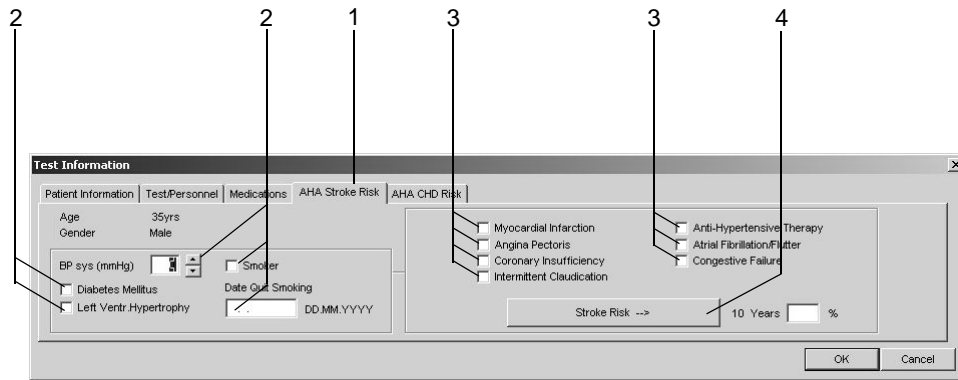 2 2 1 3 3 4
Test Information
Patient Information Test/Personnel Medications AHA Stroke Risk AHA CHD Risk
Age 35yrs
Gender Male
BP sys (mmHg) Smoker
Diabetes Mellitus Date Quit Smoking
Left Ventr.Hypertrophy . . DD.MM.YYYY
Myocardial Infarction Anti-Hypertensive Therapy
Angina Pectoris Atrial Fibrillation/Flutter
Coronary Insufficiency Congestive Failure
Intermittent Claudication
Stroke Risk --> 10 Years %
OK Cancel